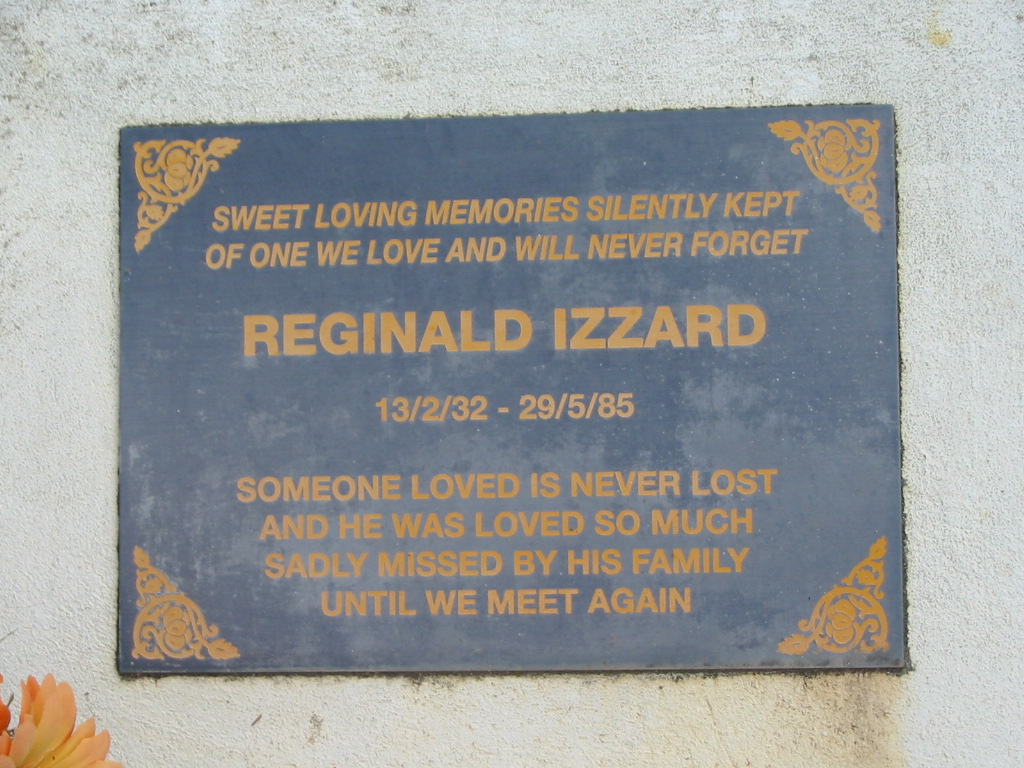 SWEET LOVING MEMORIES SILENTLY KEPT
OF ONE WE LOVE AND WILL NEVER FORGET
REGINALD IZZARD
13/2/32 - 29/5/85
SOMEONE LOVED IS NEVER LOST
AND HE WAS LOVED SO MUCH
SADLY MISSED BY HIS FAMILY
UNTIL WE MEET AGAIN